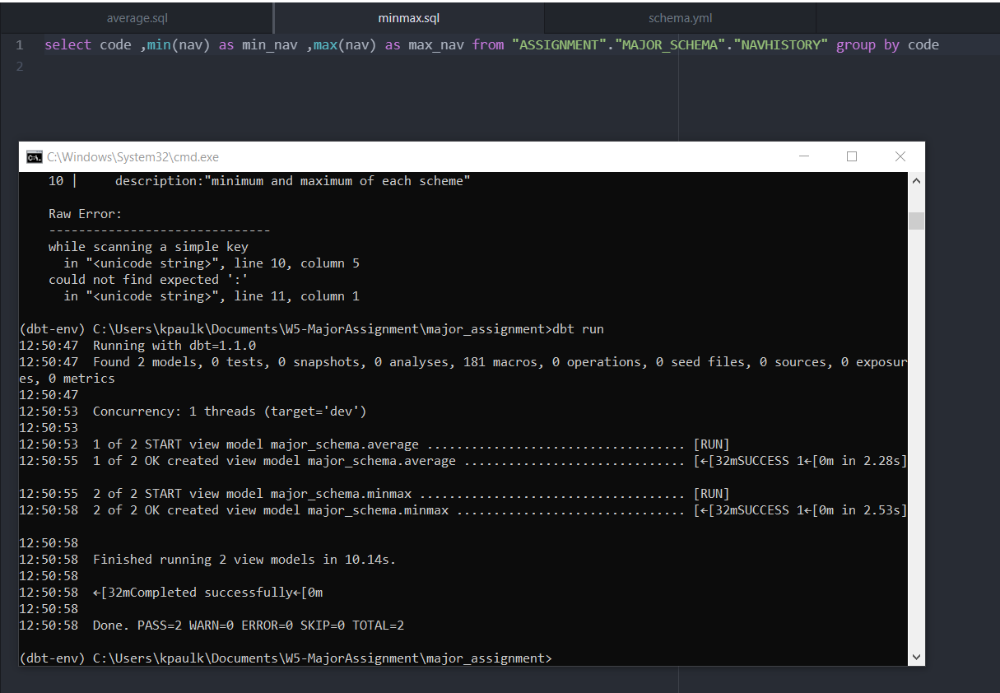 average.sql minmax.sql schema.yml
1 select code ,min(nav) as min_nav ,max(nav) as max_nav from "ASSIGNMENT"."MAJOR_SCHEMA"."NAVHISTORY" group by code
2
C:\Windows\System32\cmd.exe
10 |     description:"minimum and maximum of each scheme"
Raw Error:
------------------------------
while scanning a simple key
in "<unicode string>", line 10, column 5
could not find expected ':'
in "<unicode string>", line 11, column 1
(dbt-env) C:\Users\kpaulk\Documents\W5-MajorAssignment\major_assignment>dbt run
12:50:47  Running with dbt=1.1.0
12:50:47  Found 2 models, 0 tests, 0 snapshots, 0 analyses, 181 macros, 0 operations, 0 seed files, 0 sources, 0 exposur
es, 0 metrics
12:50:47
12:50:53  Concurrency: 1 threads (target='dev')
12:50:53
12:50:53  1 of 2 START view model major_schema.average ................................... [RUN]
12:50:55  1 of 2 OK created view model major_schema.average .............................. [←[32mSUCCESS 1←[0m in 2.28s]
12:50:55  2 of 2 START view model major_schema.minmax .................................... [RUN]
12:50:58  2 of 2 OK created view model major_schema.minmax ............................... [←[32mSUCCESS 1←[0m in 2.53s]
12:50:58
12:50:58  Finished running 2 view models in 10.14s.
12:50:58
12:50:58  ←[32mCompleted successfully←[0m
12:50:58
12:50:58  Done. PASS=2 WARN=0 ERROR=0 SKIP=0 TOTAL=2
(dbt-env) C:\Users\kpaulk\Documents\W5-MajorAssignment\major_assignment>